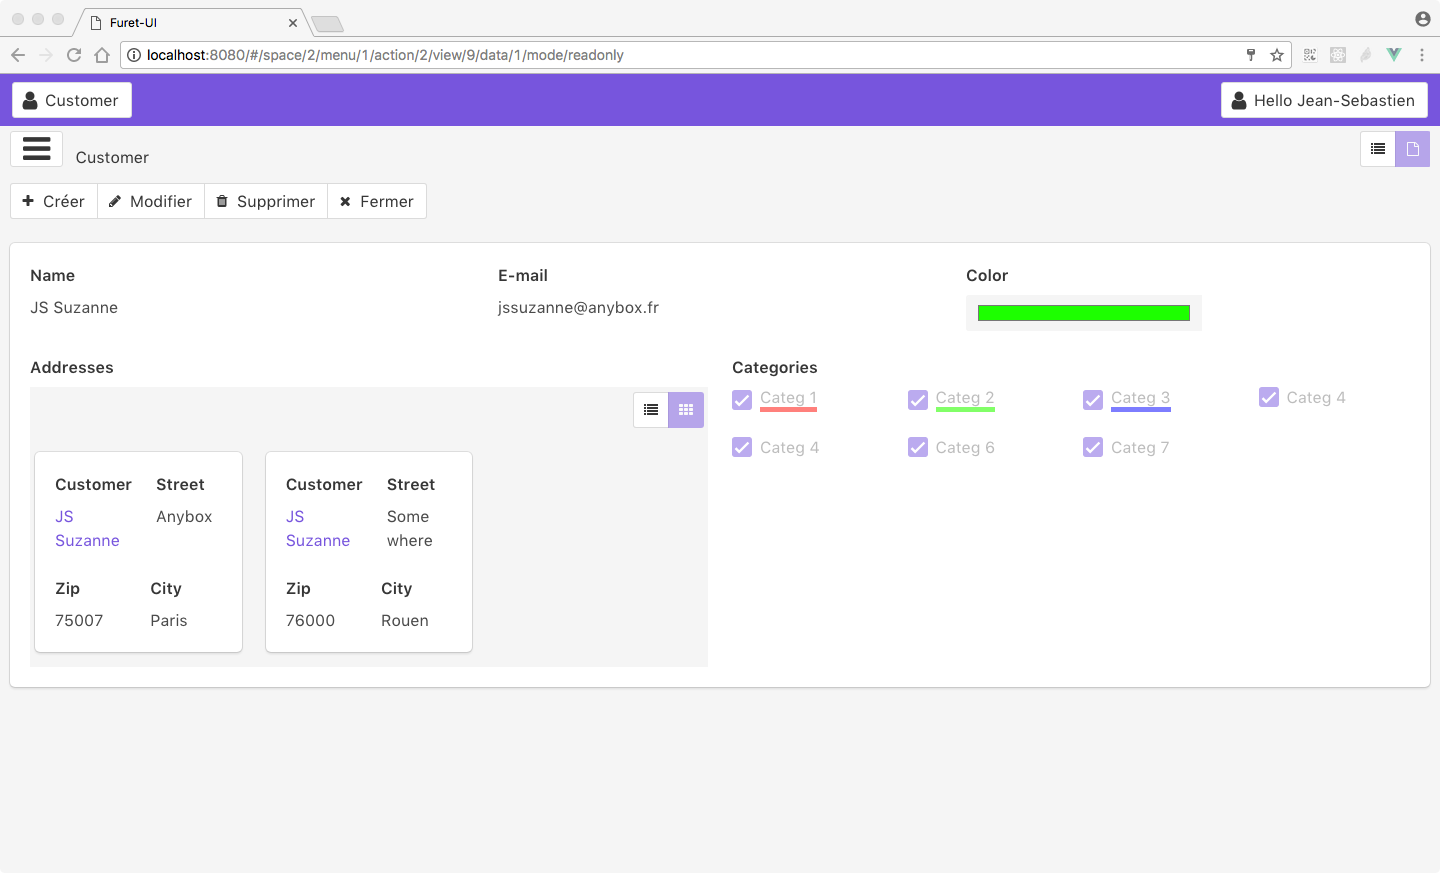 Furet-UI
localhost:8080/#/space/2/menu/1/action/2/view/9/data/1/mode/readonly
Customer
Hello Jean-Sebastien
Customer
Créer
Modifier
Supprimer
Fermer
Name
E-mail
Color
JS Suzanne
jssuzanne@anybox.fr
Addresses
Categories
Categ 1
Categ 2
Categ 3
Categ 4
Categ 4
Categ 6
Categ 7
Customer
Street
JS
Suzanne
Anybox
Zip
City
75007
Paris
Customer
Street
JS
Suzanne
Some
where
Zip
City
76000
Rouen